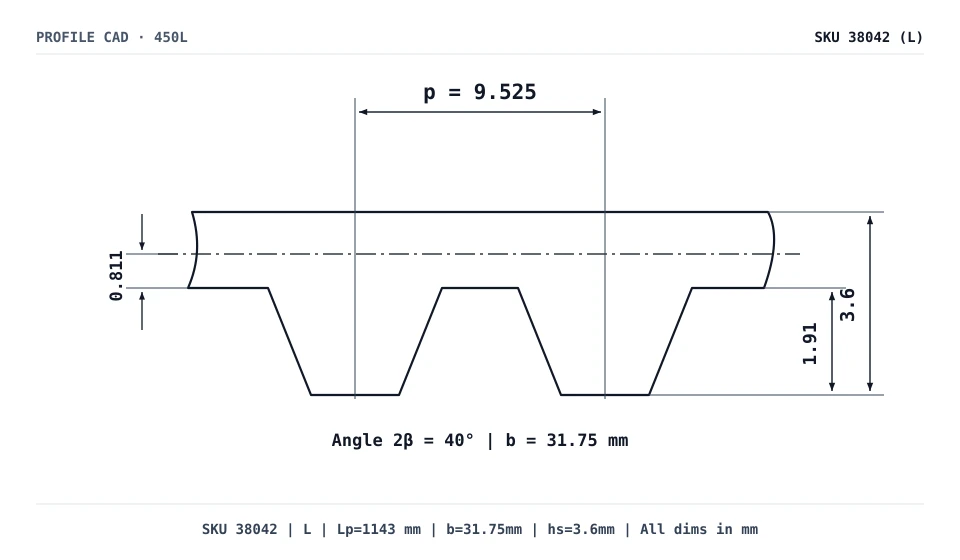 PROFILE CAD · 450L
SKU 38042 (L)
p = 9.525
0.811
3.6
1.91
Angle 2β = 40° | b = 31.75 mm
SKU 38042 | L | Lp=1143 mm | b=31.75mm | hs=3.6mm | All dims in mm